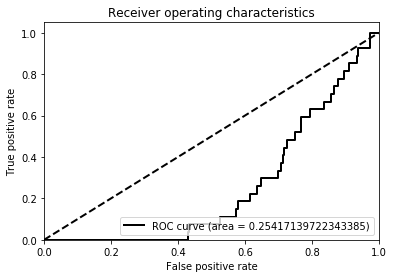 Receiver operating characteristics
True positive rate
1.0
0.8
0.6
0.4
0.2
0.0
ROC curve (area = 0.25417139722343385)
0.0 0.2 0.4 0.6 0.8 1.0
False positive rate